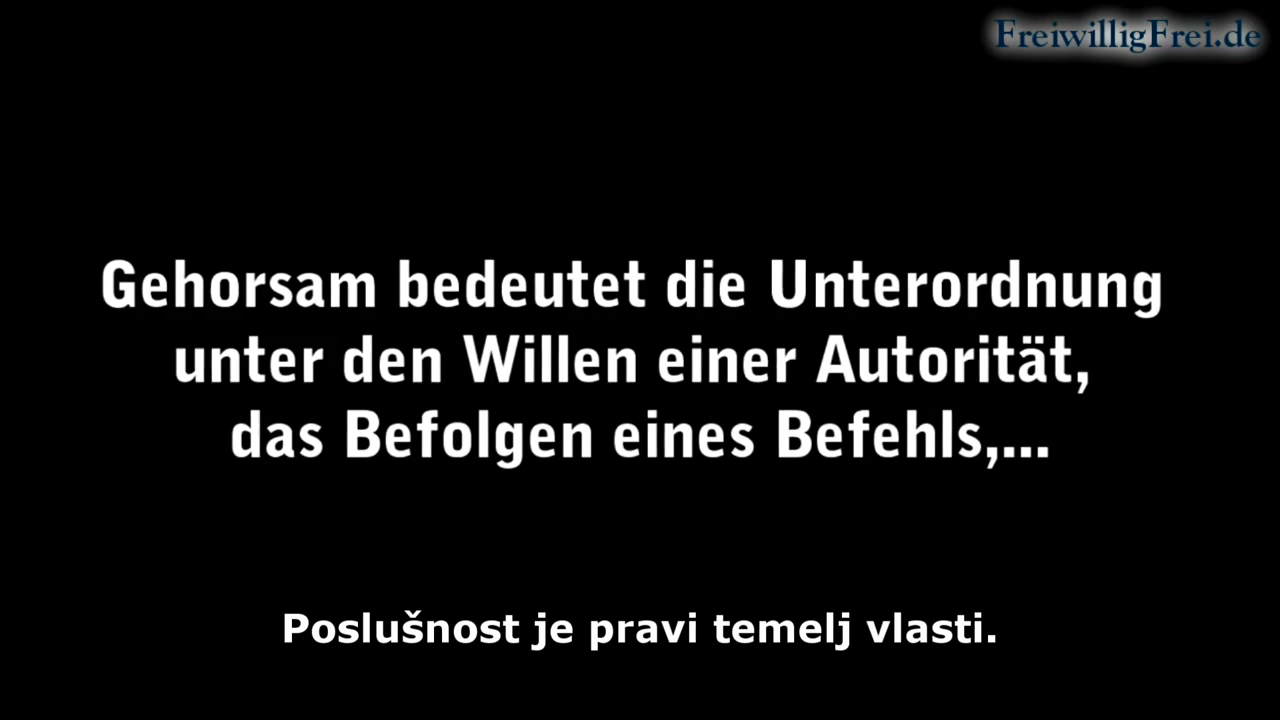 FreiwilligFrei.de
Gehorsam bedeutet die Unterordnung
unter den Willen einer Autorität,
das Befolgen eines Befehls,...
Poslušnost je pravi temelj vlasti.